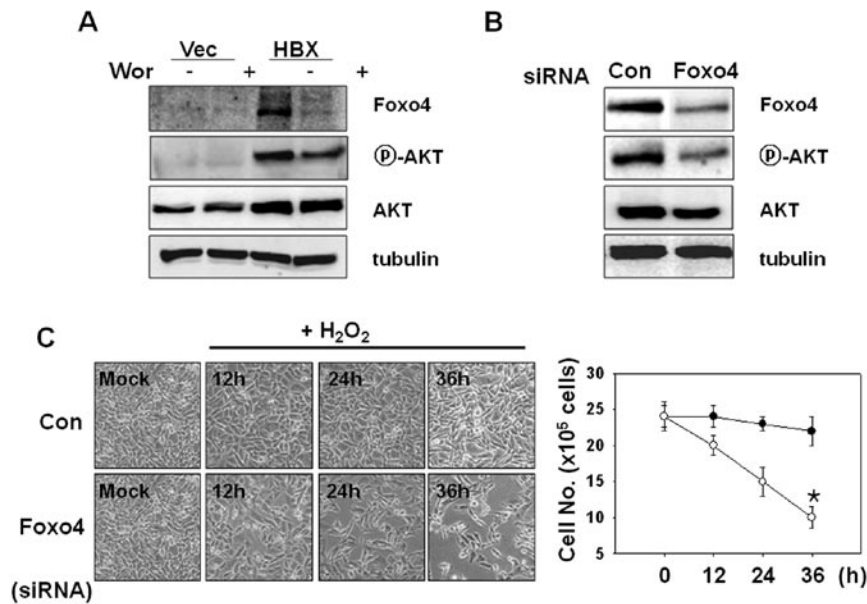 A
Vec HBX
Wor - + - +
Foxo4
Ⓟ-AKT
AKT
tubulin
B
siRNA Con Foxo4
Foxo4
Ⓟ-AKT
AKT
tubulin
C
+ H₂O₂
Con
Mock 12h 24h 36h
Foxo4
Mock 12h 24h 36h
(siRNA)
Cell No. (x10⁵ cells)
30
25
20
15
10
5
*
0 12 24 36 (h)